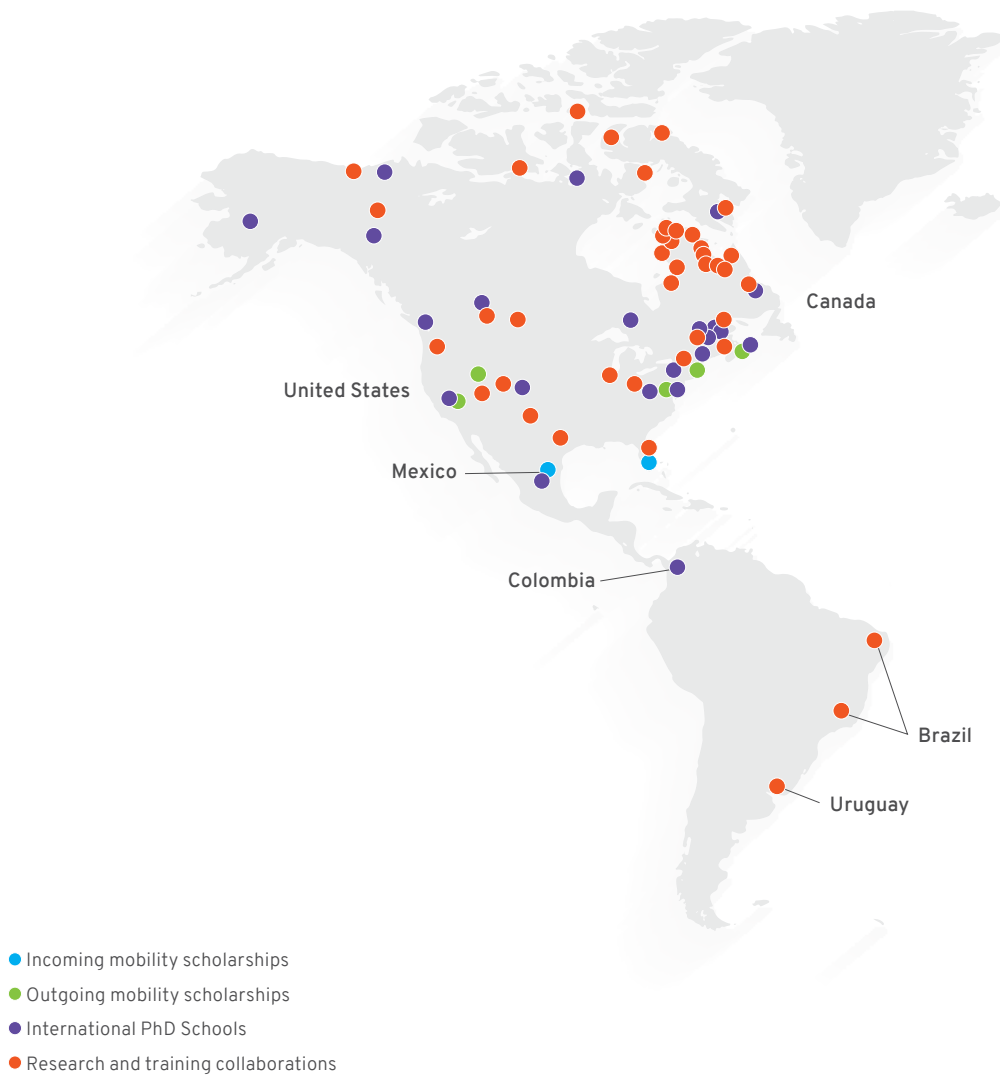 Canada
United States
Mexico
Colombia
Brazil
Uruguay
Incoming mobility scholarships
Outgoing mobility scholarships
International PhD Schools
Research and training collaborations